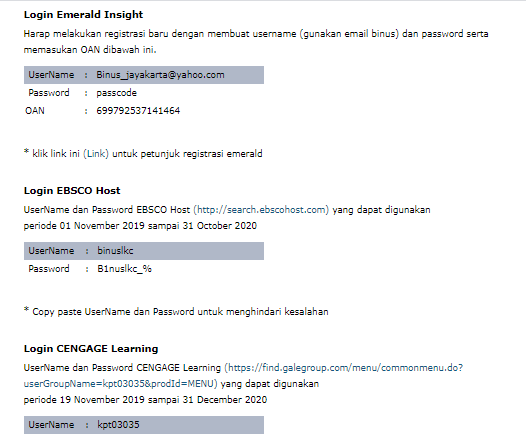 Login Emerald Insight
Harap melakukan registrasi baru dengan membuat username (gunakan email binus) dan password serta
memasukan OAN dibawah ini.
UserName : Binus_jayakarta@yahoo.com
Password : passcode
OAN : 699792537141464
* klik link ini (Link) untuk petunjuk registrasi emerald
Login EBSCO Host
UserName dan Password EBSCO Host (http://search.ebscohost.com) yang dapat digunakan
periode 01 November 2019 sampai 31 October 2020
UserName : binuslkc
Password : B1nuslkc_%
* Copy paste UserName dan Password untuk menghindari kesalahan
Login CENGAGE Learning
UserName dan Password CENGAGE Learning (https://find.galegroup.com/menu/commonmenu.do?
userGroupName=kpt03035&prodId=MENU) yang dapat digunakan
periode 19 November 2019 sampai 31 December 2020
UserName : kpt03035